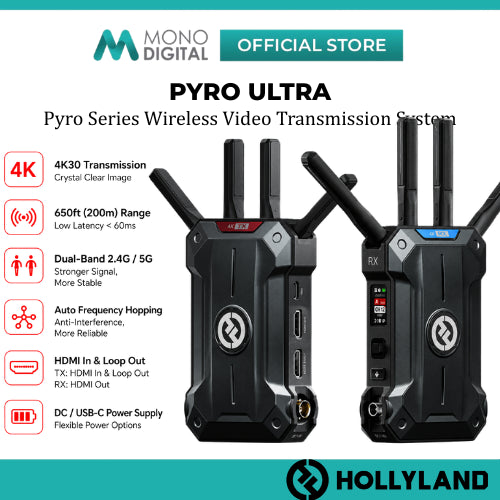 MONO
DIGITAL
OFFICIAL STORE
PYRO ULTRA
Pyro Series Wireless Video Transmission System
4K
4K30 Transmission
Crystal Clear Image
650ft (200m) Range
Low Latency < 60ms
Dual-Band 2.4G / 5G
Stronger Signal,
More Stable
Auto Frequency Hopping
Anti-Interference,
More Reliable
HDMI In & Loop Out
TX: HDMI In & Loop Out
RX: HDMI Out
DC / USB-C Power Supply
Flexible Power Options
4K TX
RX
HOLLYLAND